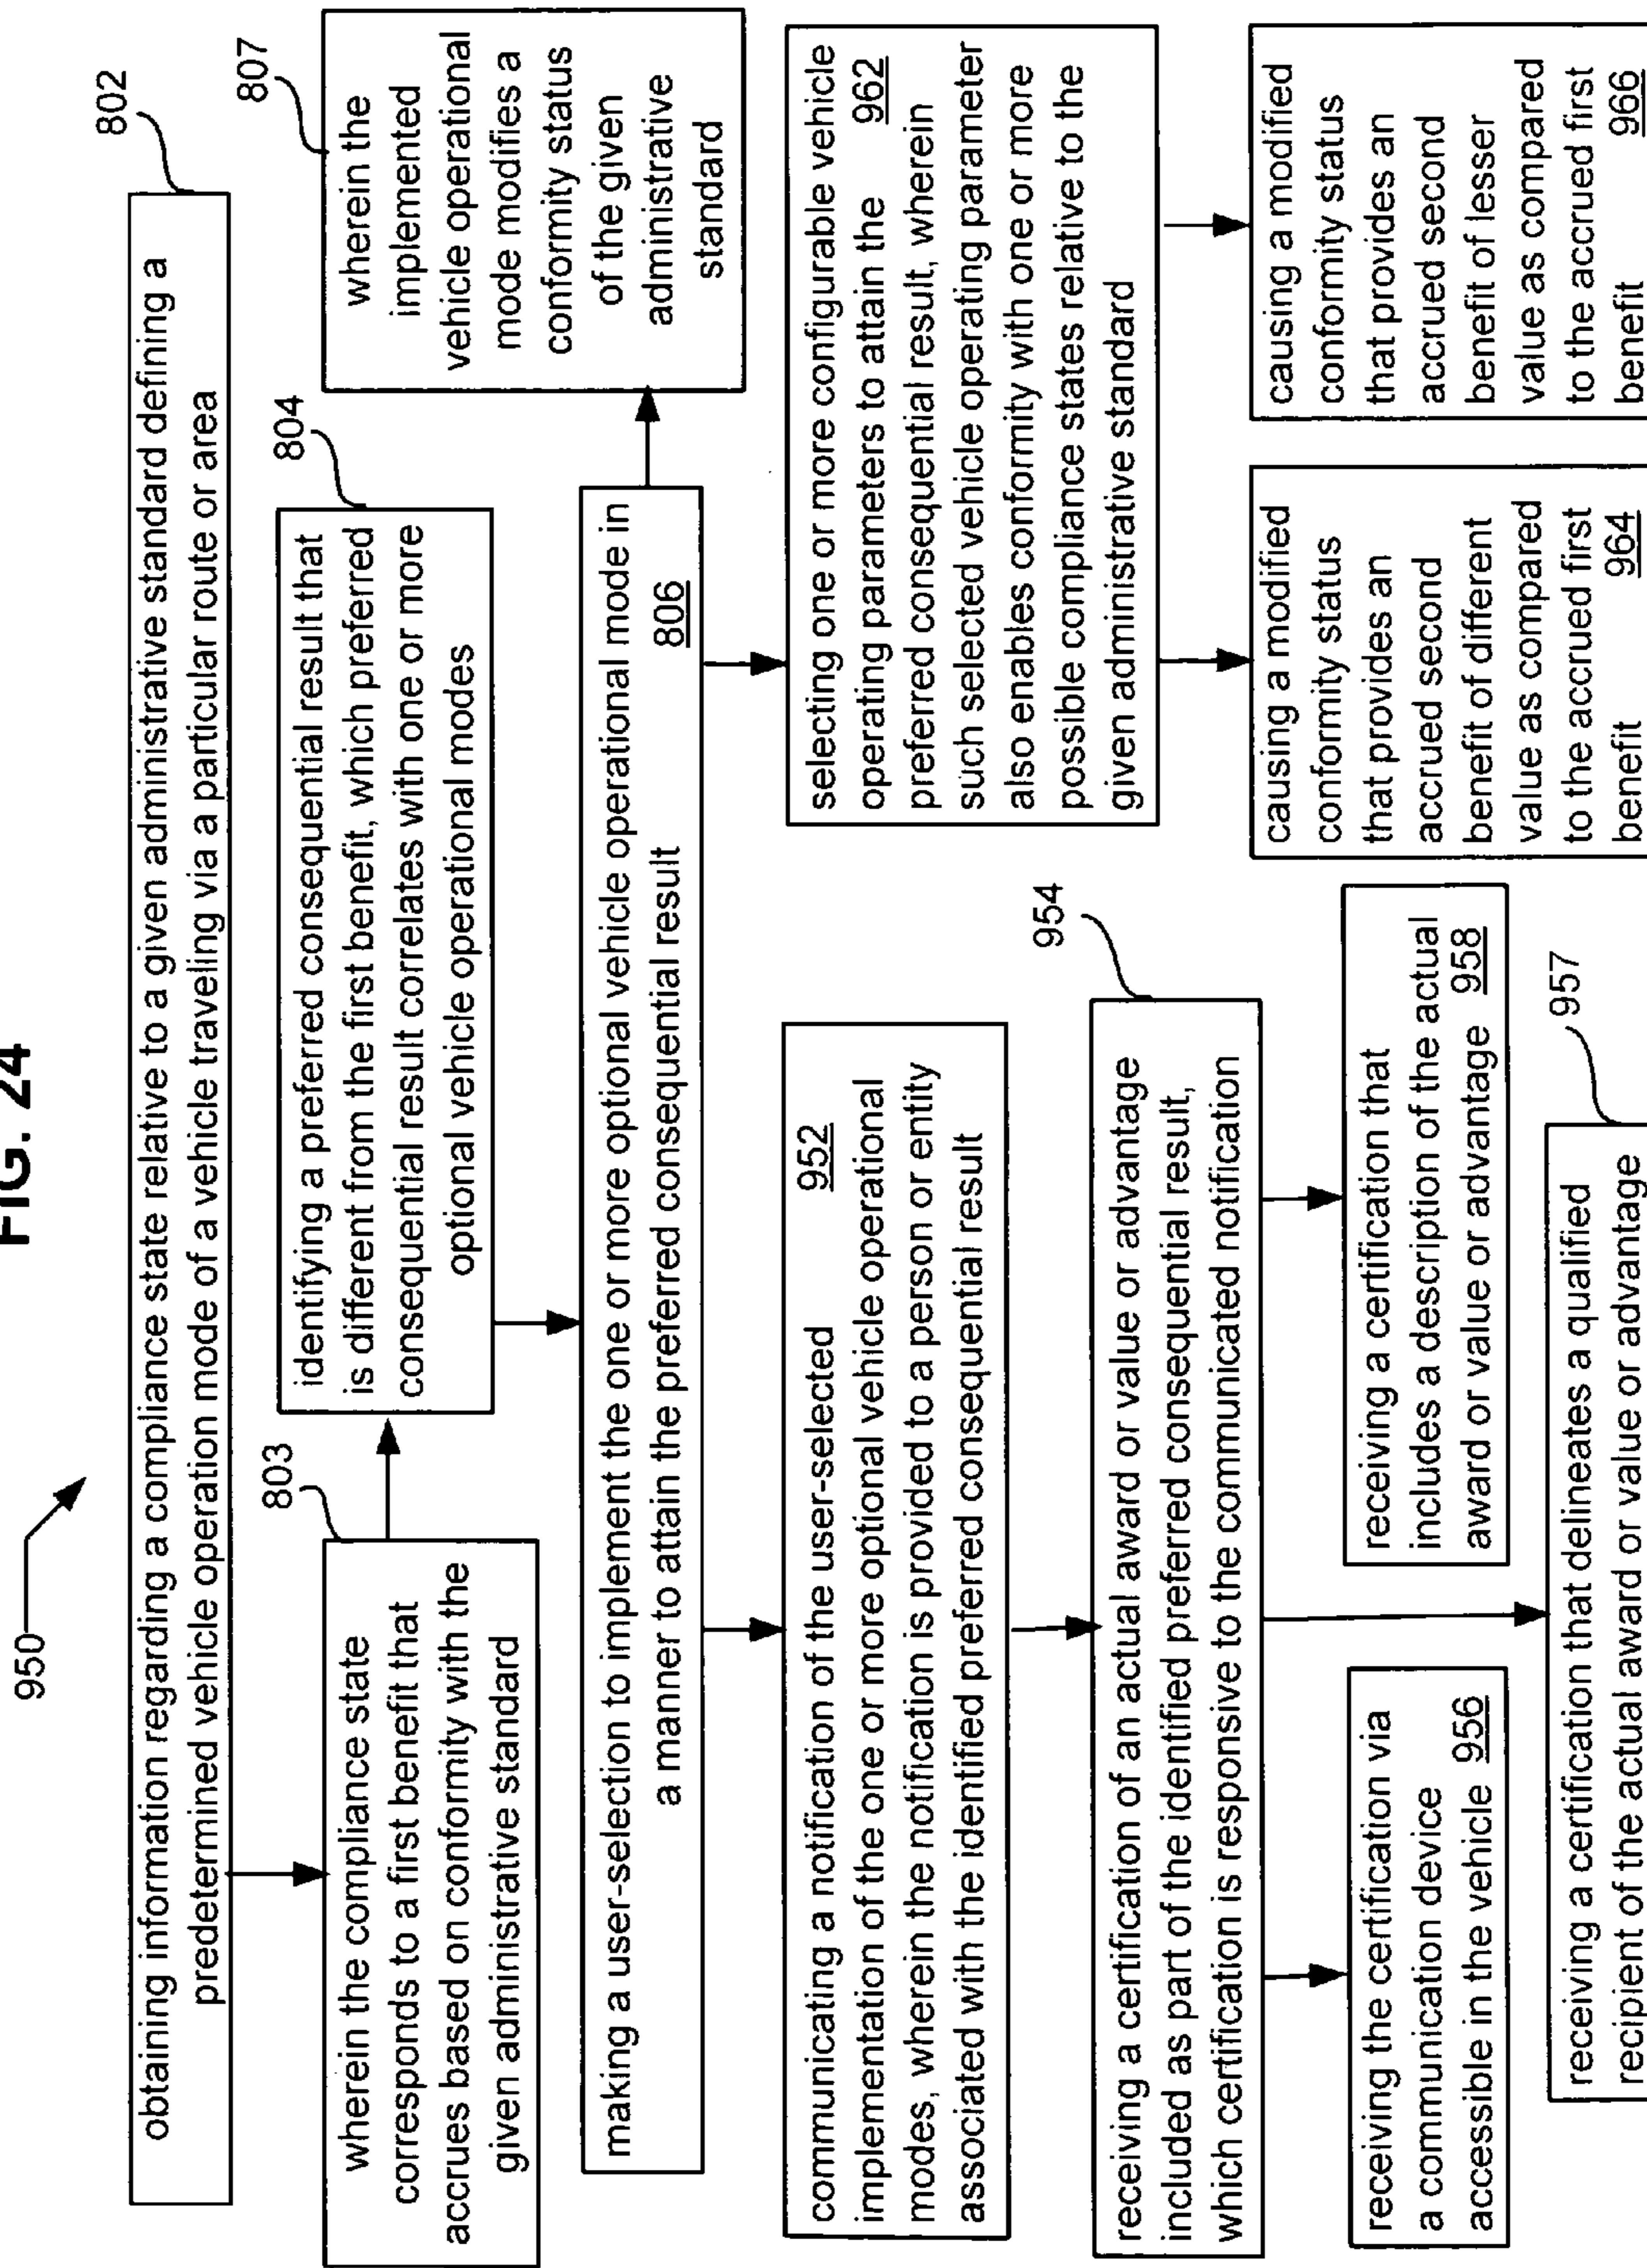 FIG. 24
950
802
obtaining information regarding a compliance state relative to a given administrative standard defining a
predetermined vehicle operation mode of a vehicle traveling via a particular route or area
803
wherein the compliance state
corresponds to a first benefit that
accrues based on conformity with the
given administrative standard
804
identifying a preferred consequential result that
is different from the first benefit, which preferred
consequential result correlates with one or more
optional vehicle operational modes
807
wherein the
implemented
vehicle operational
mode modifies a
conformity status
of the given
administrative
standard
making a user-selection to implement the one or more optional vehicle operational mode in
a manner to attain the preferred consequential result 806
communicating a notification of the user-selected 952
implementation of the one or more optional vehicle operational
modes, wherein the notification is provided to a person or entity
associated with the identified preferred consequential result
selecting one or more configurable vehicle
operating parameters to attain the 962
preferred consequential result, wherein
such selected vehicle operating parameter
also enables conformity with one or more
possible compliance states relative to the
given administrative standard
954
receiving a certification of an actual award or value or advantage
included as part of the identified preferred consequential result,
which certification is responsive to the communicated notification
receiving the certification via
a communication device
accessible in the vehicle 956
receiving a certification that
includes a description of the actual
award or value or advantage 958
957
receiving a certification that delineates a qualified
recipient of the actual award or value or advantage
causing a modified
conformity status
that provides an
accrued second
benefit of different
value as compared
to the accrued first
benefit 964
causing a modified
conformity status
that provides an
accrued second
benefit of lesser
value as compared
to the accrued first
benefit 966